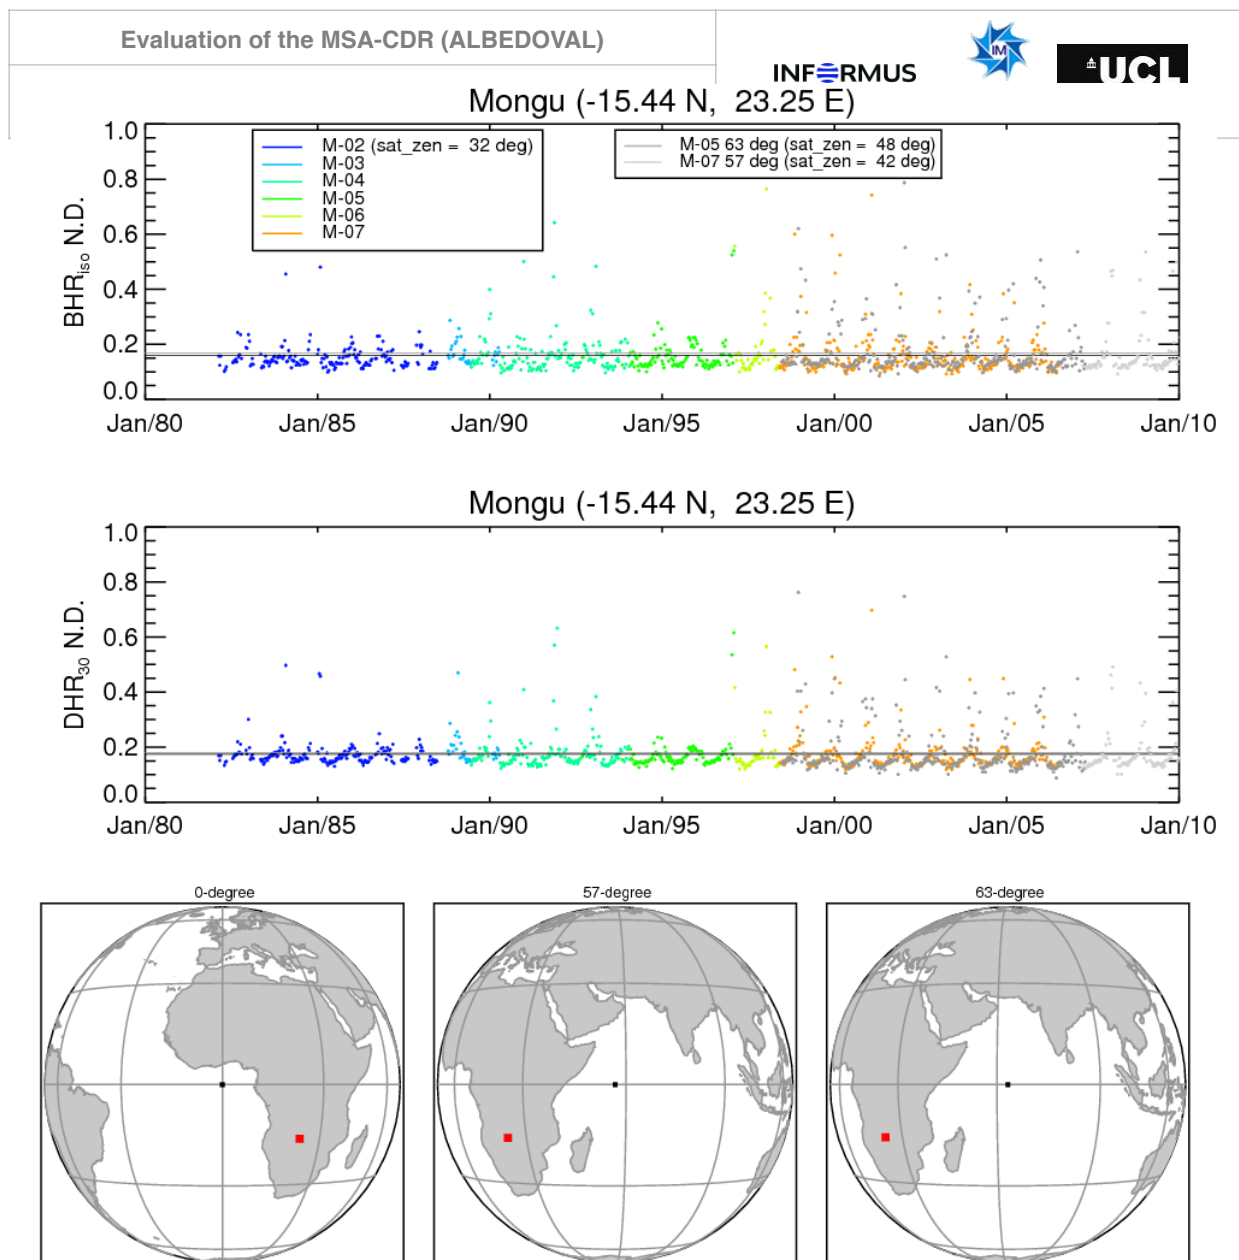 Evaluation of the MSA-CDR (ALBEDOVAL)
INFORMUS
IM
UCL
Mongu (-15.44 N, 23.25 E)
M-02 (sat_zen = 32 deg)
M-03
M-04
M-05
M-06
M-07
M-05 63 deg (sat_zen = 48 deg)
M-07 57 deg (sat_zen = 42 deg)
BHRiso N.D.
1.0
0.8
0.6
0.4
0.2
0.0
Jan/80 Jan/85 Jan/90 Jan/95 Jan/00 Jan/05 Jan/10
Mongu (-15.44 N, 23.25 E)
DHR30 N.D.
1.0
0.8
0.6
0.4
0.2
0.0
Jan/80 Jan/85 Jan/90 Jan/95 Jan/00 Jan/05 Jan/10
0-degree 57-degree 63-degree